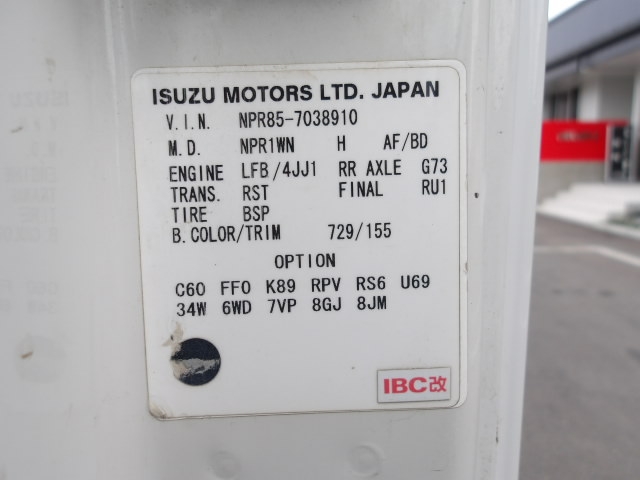 ISUZU MOTORS LTD. JAPAN
V.I.N. NPR85-7038910
M.D. NPR1WN H AF/BD
ENGINE LFB/4JJ1 RR AXLE G73
TRANS. RST FINAL RU1
TIRE BSP
B.COLOR/TRIM 729/155
OPTION
C60 FF0 K89 RPV RS6 U69
34W 6WD 7VP 8GJ 8JM
IBC改